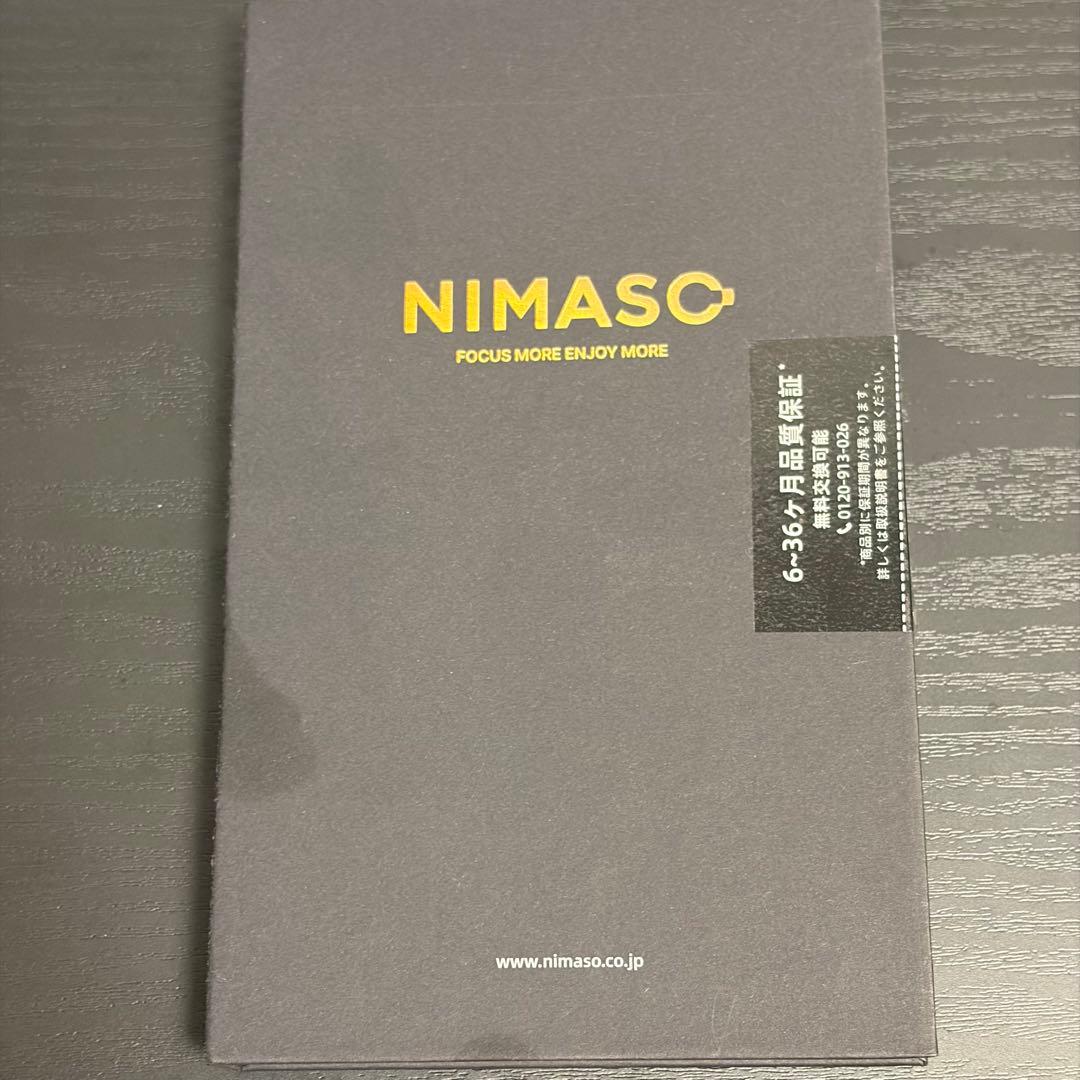 NIMASO
FOCUS MORE ENJOY MORE
6~36ヶ月品質保証*
無料交換可能
0120-913-026
*商品別に保証期間が異なります。
詳しくは取扱説明書をご参照ください。
www.nimaso.co.jp